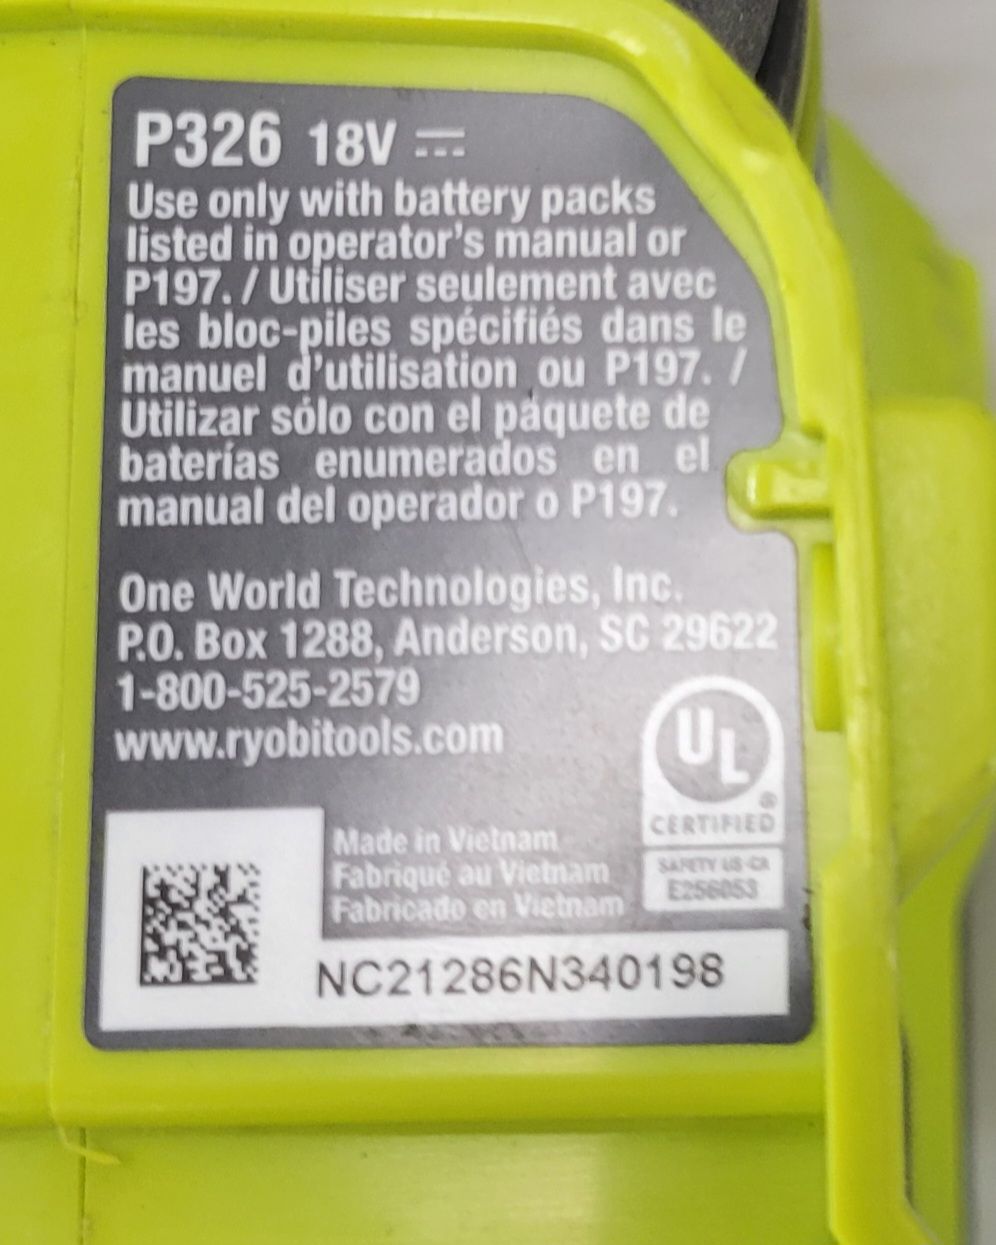 P326 18V
Use only with battery packs
listed in operator's manual or
P197. / Utiliser seulement avec
les bloc-piles spécifiés dans le
manuel d'utilisation ou P197. /
Utilizar sólo con el paquete de
baterías enumerados en el
manual del operador o P197.
One World Technologies, Inc.
P.O. Box 1288, Anderson, SC 29622
1-800-525-2579
www.ryobitools.com
UL
®
CERTIFIED
SAFETY US-CA
E256053
Made in Vietnam
Fabriqué au Vietnam
Fabricado en Vietnam
NC21286N340198